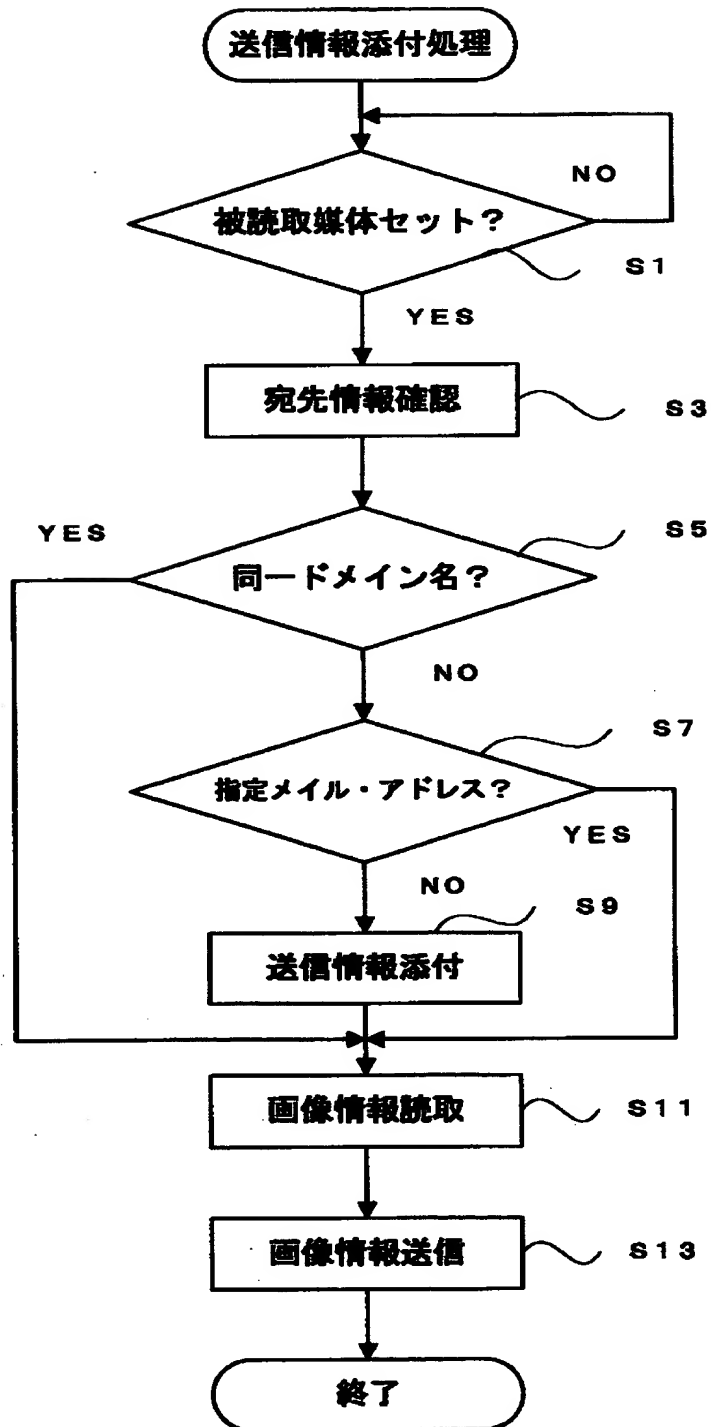 送信情報添付処理
NO
被読取媒体セット？
S1
YES
宛先情報確認
S3
YES
S5
同一ドメイン名？
NO
S7
指定メイル・アドレス？
YES
NO
S9
送信情報添付
画像情報読取
S11
画像情報送信
S13
終了